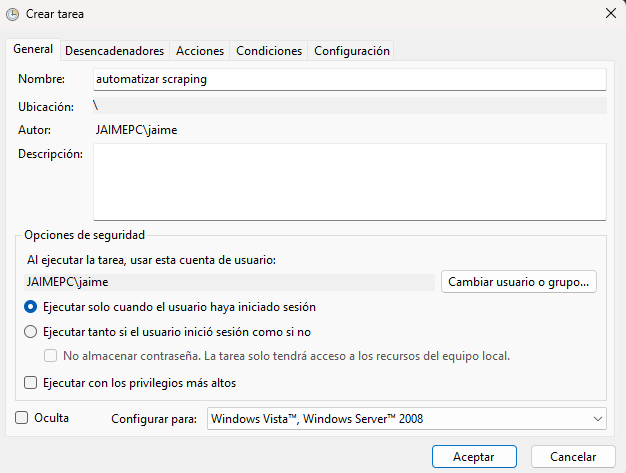 Crear tarea
General Desencadenadores Acciones Condiciones Configuración
Nombre: automatizar scraping
Ubicación: \
Autor: JAIMEPC\jaime
Descripción:
Opciones de seguridad
Al ejecutar la tarea, usar esta cuenta de usuario:
JAIMEPC\jaime Cambiar usuario o grupo...
Ejecutar solo cuando el usuario haya iniciado sesión
Ejecutar tanto si el usuario inició sesión como si no
No almacenar contraseña. La tarea solo tendrá acceso a los recursos del equipo local.
Ejecutar con los privilegios más altos
Oculta Configurar para: Windows Vista™, Windows Server™ 2008
Aceptar Cancelar